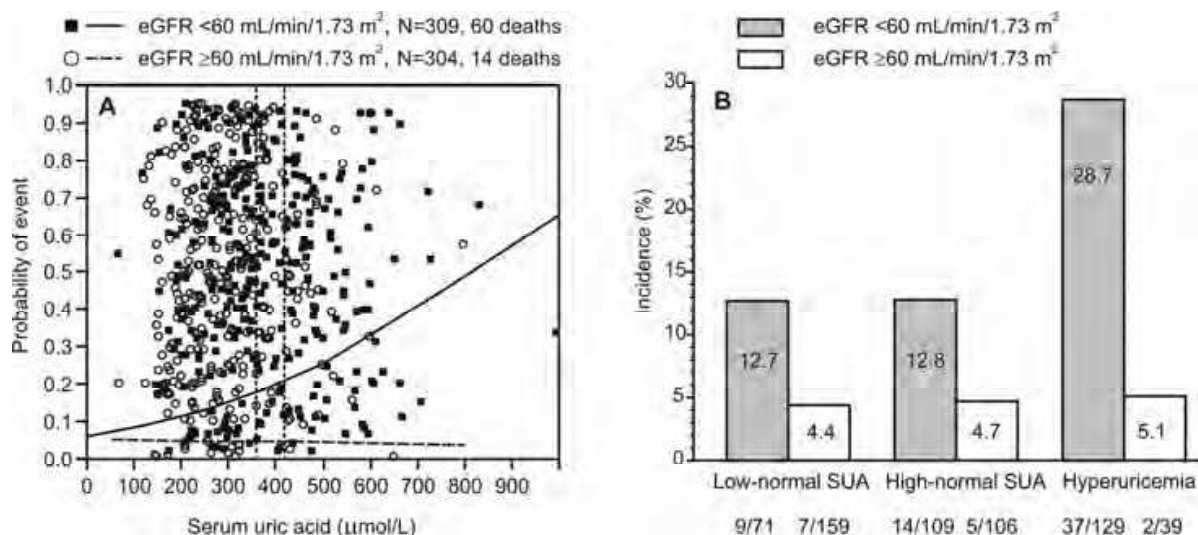 eGFR <60 mL/min/1.73 m², N=309, 60 deaths
eGFR ≥60 mL/min/1.73 m², N=304, 14 deaths
A
1.0
0.9
0.8
0.7
0.6
0.5
0.4
0.3
0.2
0.1
0.0
Probability of event
0 100 200 300 400 500 600 700 800 900
Serum uric acid (μmol/L)
eGFR <60 mL/min/1.73 m²
eGFR ≥60 mL/min/1.73 m²
B
30
25
20
15
10
5
0
Incidence (%)
12.7 4.4 12.8 4.7 28.7 5.1
Low-normal SUA High-normal SUA Hyperuricemia
9/71 7/159 14/109 5/106 37/129 2/39